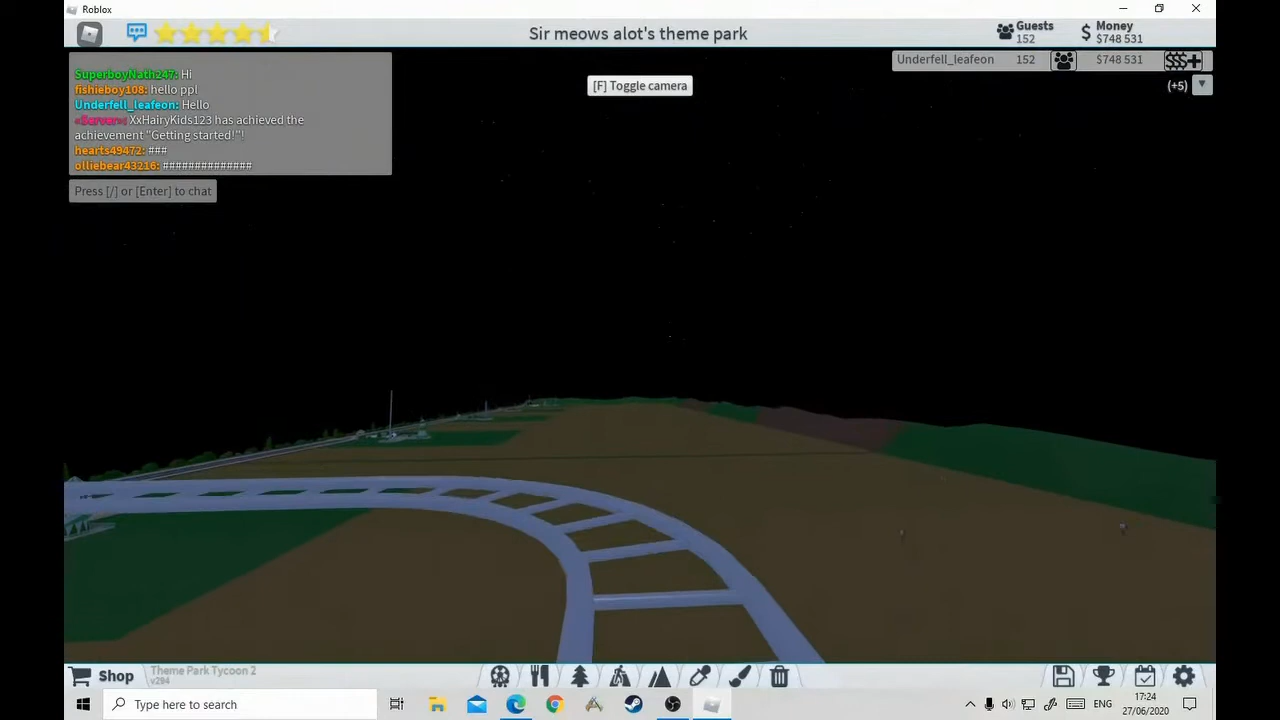 Roblox
Sir meows alot's theme park
Guests
152
Money
$748 531
Underfell_leafeon 152 $748 531
(+5)
[F] Toggle camera
SuperboyNath247: Hi
fishieboy108: hello ppl
Underfell_leafeon: Hello
«Server»: XxHairyKids123 has achieved the
achievement "Getting started!"!
hearts49472: ###
olliebear43216: ##############
Press [/] or [Enter] to chat
Shop
Theme Park Tycoon 2
v294
Type here to search
ENG
17:24
27/06/2020